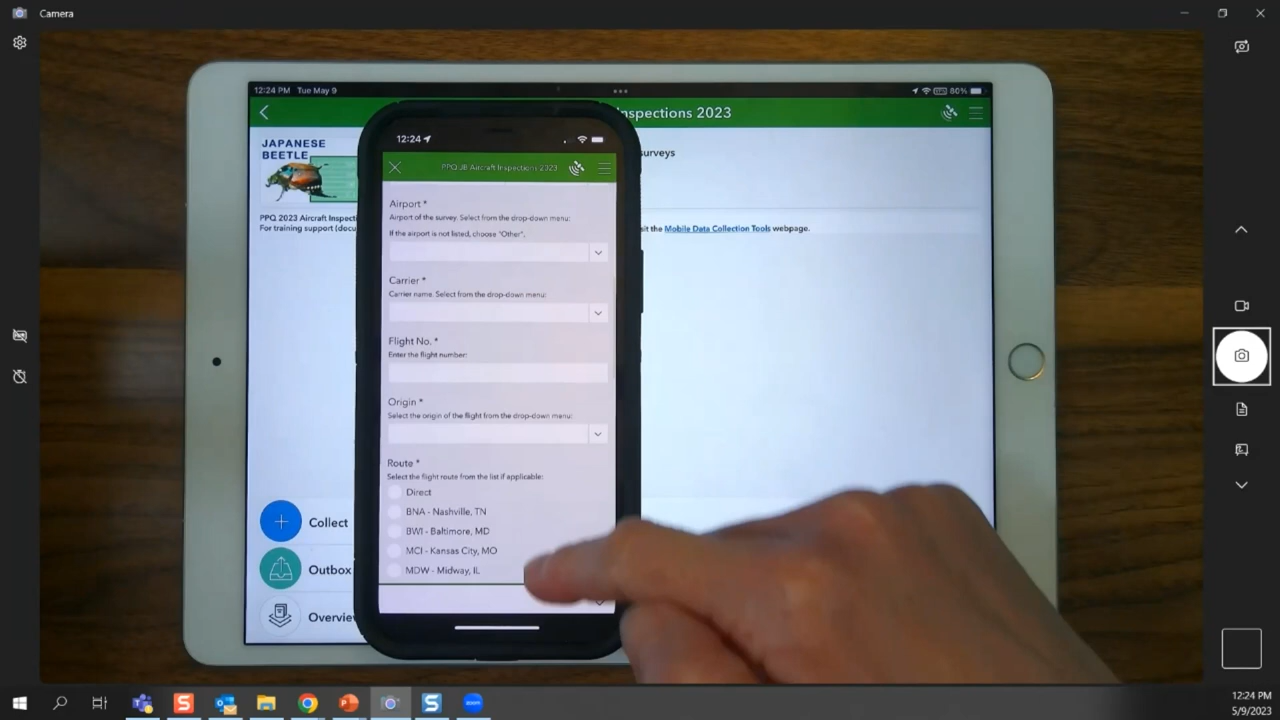 Camera
12:24 PM Tue May 9
80%
Inspections 2023
JAPANESE
BEETLE
surveys
PPQ 2023 Aircraft Inspecti
For training support (docu
sit the Mobile Data Collection Tools webpage.
12:24
PPQ JB Aircraft Inspections 2023
Airport *
Airport of the survey. Select from the drop-down menu:
If the airport is not listed, choose "Other".
Carrier *
Carrier name. Select from the drop-down menu:
Flight No. *
Enter the flight number:
Origin *
Select the origin of the flight from the drop-down menu:
Route *
Select the flight route from the list if applicable:
Direct
BNA - Nashville, TN
BWI - Baltimore, MD
MCI - Kansas City, MO
MDW - Midway, IL
Collect
Outbox
Overvie
zoom
12:24 PM
5/9/2023